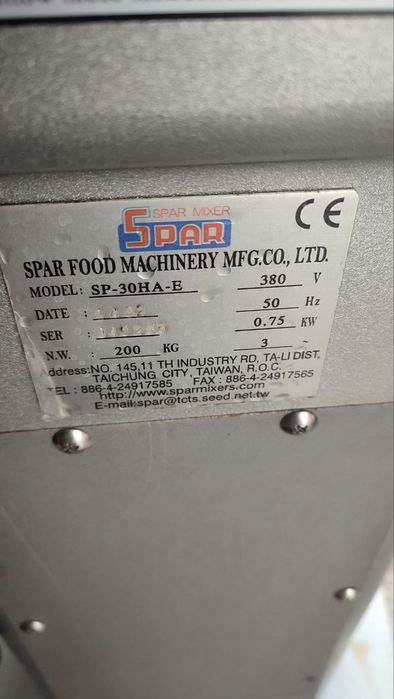 SPAR MIXER
SPAR
CE
SPAR FOOD MACHINERY MFG.CO., LTD.
MODEL: SP-30HA-E 380 V
DATE : 50 Hz
SER : 0.75 KW
N.W. : 200 KG 3 ~
Address:NO. 145,11 TH INDUSTRY RD, TA-LI DIST,
TAICHUNG CITY, TAIWAN, R.O.C.
TEL : 886-4-24917585 FAX : 886-4-24917565
http://www.sparmixers.com
E-mail:spar@tcts.seed.net.tw